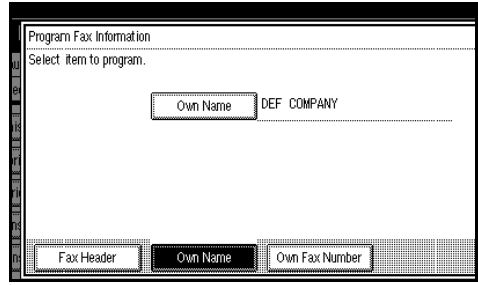 Program Fax Information
Select item to program.
Own Name DEF COMPANY
Fax Header Own Name Own Fax Number